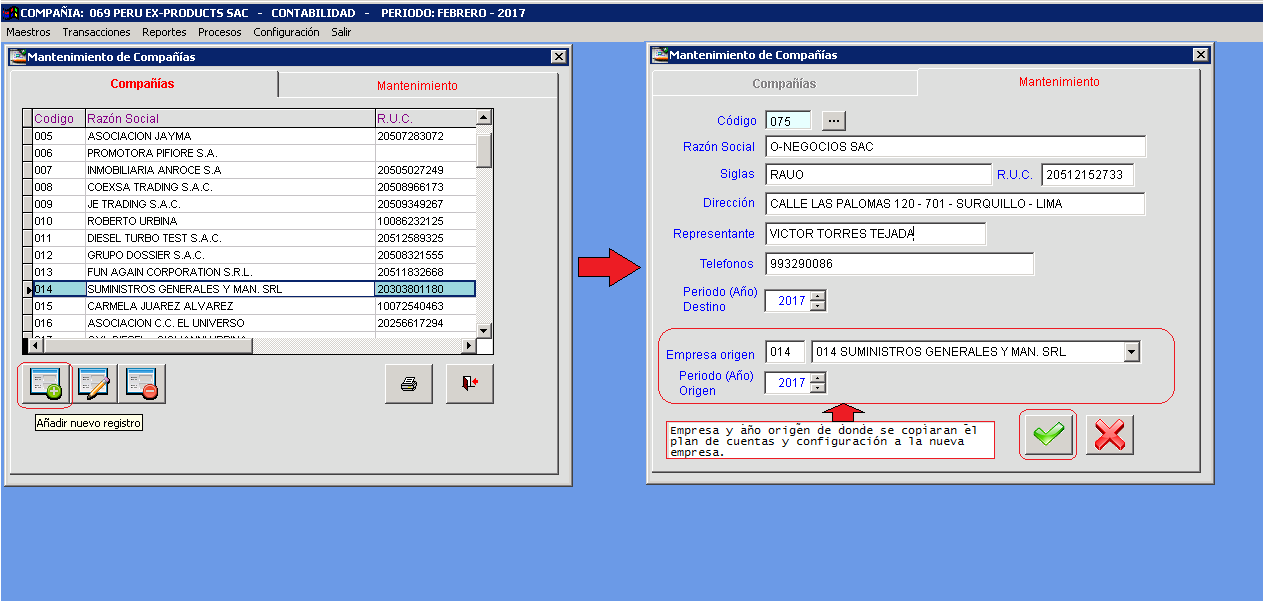 COMPAÑIA: 069 PERU EX-PRODUCTS SAC - CONTABILIDAD - PERIODO: FEBRERO - 2017
Maestros Transacciones Reportes Procesos Configuración Salir
Mantenimiento de Compañías
Compañías Mantenimiento
Codigo Razón Social R.U.C.
005 ASOCIACION JAYMA 20507283072
006 PROMOTORA PIFIORE S.A.
007 INMOBILIARIA ANROCE S.A 20505027249
008 COEXSA TRADING S.A.C. 20508966173
009 JE TRADING S.A.C. 20509349267
010 ROBERTO URBINA 10086232125
011 DIESEL TURBO TEST S.A.C. 20512589325
012 GRUPO DOSSIER S.A.C. 20508321555
013 FUN AGAIN CORPORATION S.R.L. 20511832668
014 SUMINISTROS GENERALES Y MAN. SRL 20303801180
015 CARMELA JUAREZ ALVAREZ 10072540463
016 ASOCIACION C.C. EL UNIVERSO 20256617294
Añadir nuevo registro
Mantenimiento de Compañías
Compañías Mantenimiento
Código 075 ...
Razón Social O-NEGOCIOS SAC
Siglas RAUO R.U.C. 20512152733
Dirección CALLE LAS PALOMAS 120 - 701 - SURQUILLO - LIMA
Representante VICTOR TORRES TEJADA
Telefonos 993290086
Periodo (Año)
Destino 2017
Empresa origen 014 014 SUMINISTROS GENERALES Y MAN. SRL
Periodo (Año)
Origen 2017
Empresa y año origen de donde se copiaran el
plan de cuentas y configuración a la nueva
empresa.